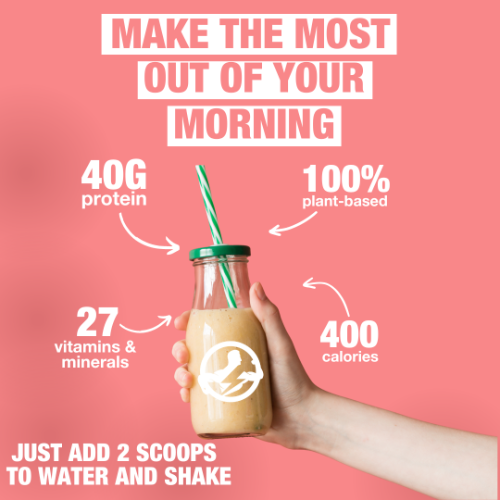 MAKE THE MOST
OUT OF YOUR
MORNING
40G
protein
100%
plant-based
27
vitamins &
minerals
400
calories
JUST ADD 2 SCOOPS
TO WATER AND SHAKE